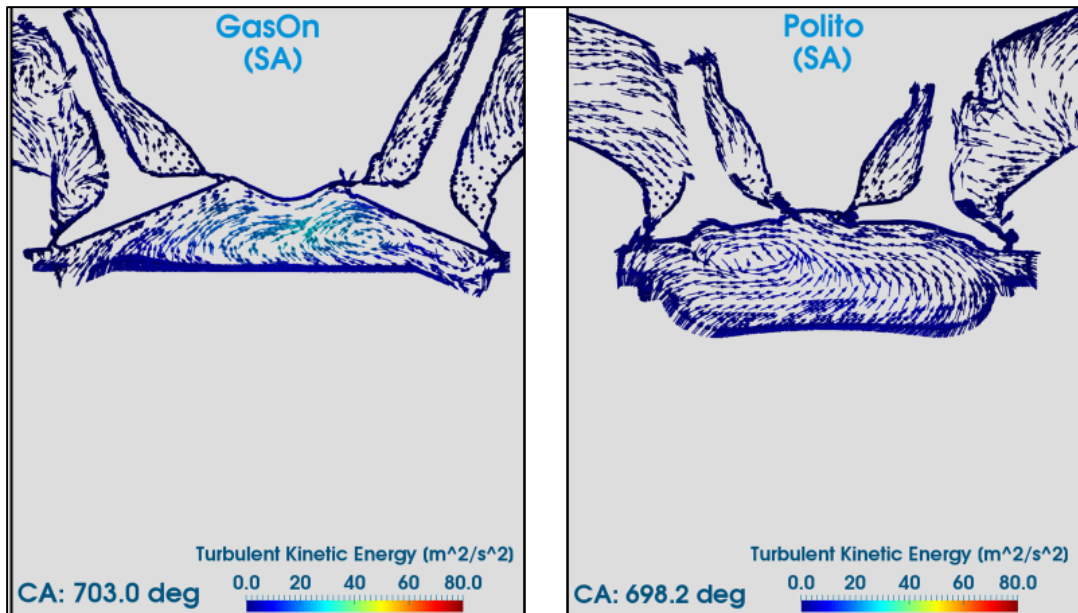 GasOn
(SA)
Turbulent Kinetic Energy (m^2/s^2)
0.0 20 40 60 80.0
CA: 703.0 deg
Polito
(SA)
Turbulent Kinetic Energy (m^2/s^2)
0.0 20 40 60 80.0
CA: 698.2 deg